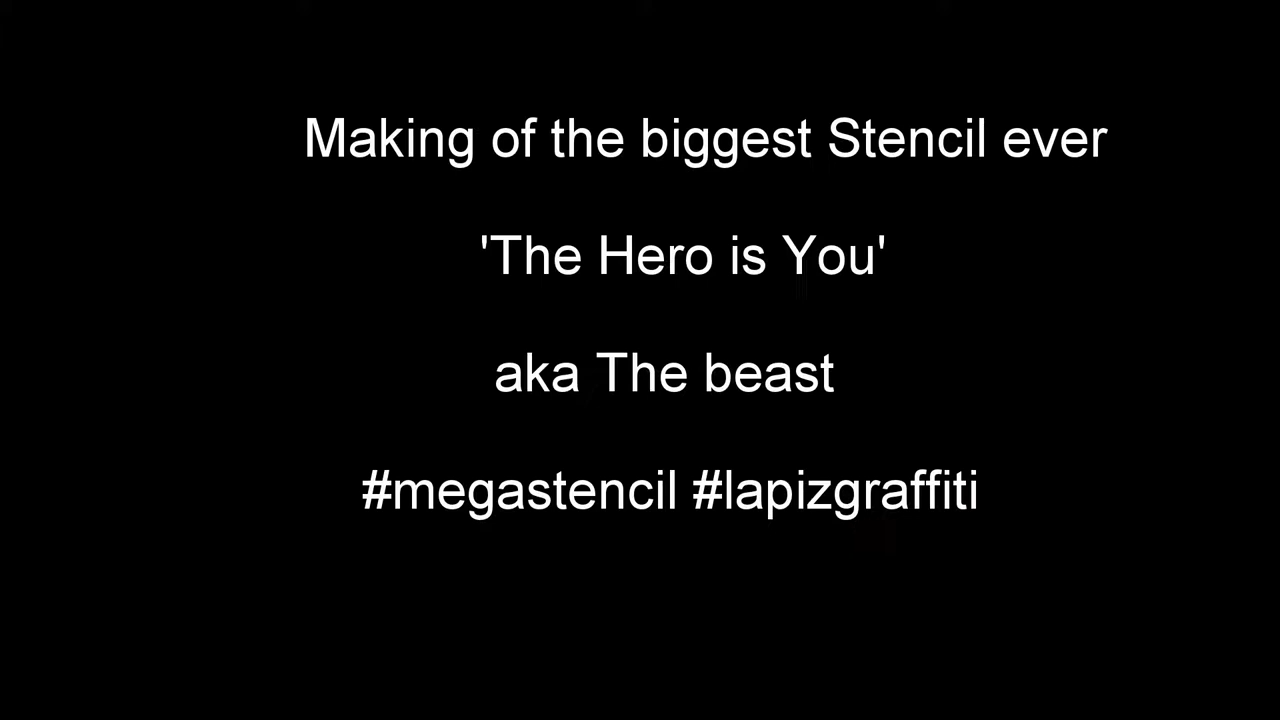 Making of the biggest Stencil ever
'The Hero is You'
aka The beast
#megastencil #lapizgraffiti